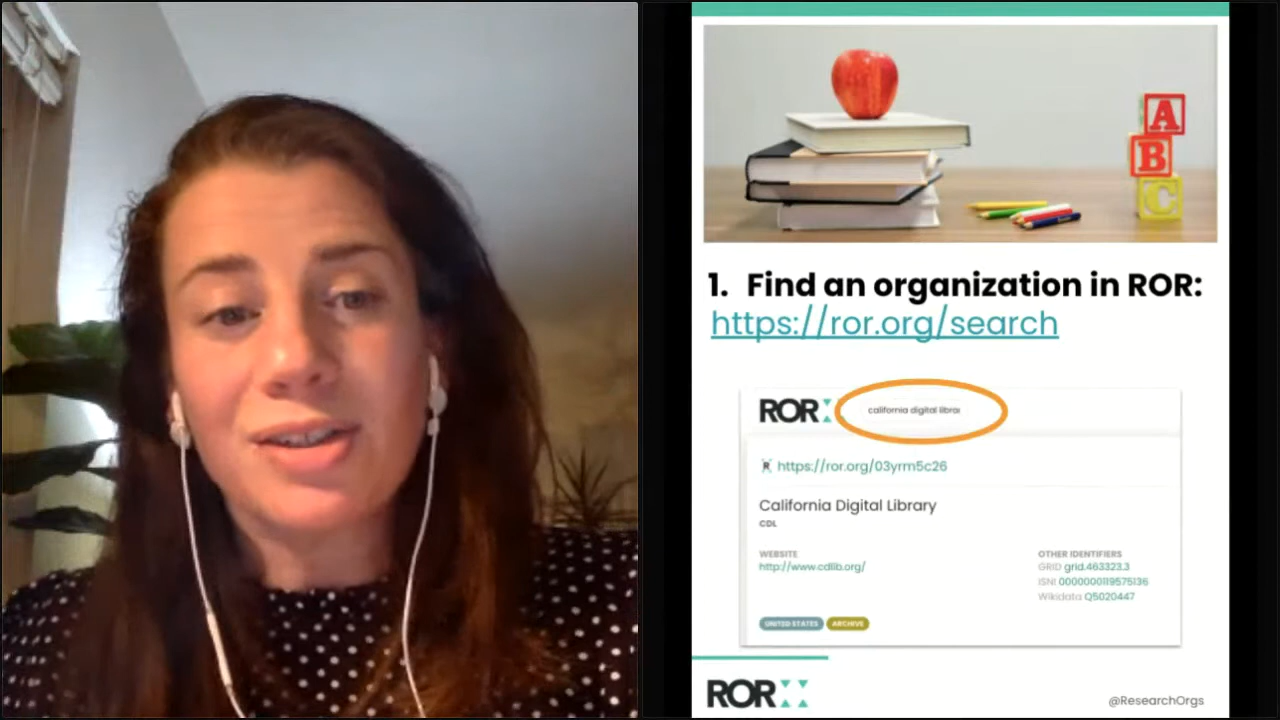 A
B
C
1. Find an organization in ROR:
https://ror.org/search
ROR
california digital librar
R https://ror.org/03yrm5c26
California Digital Library
CDL
WEBSITE
http://www.cdlib.org/
OTHER IDENTIFIERS
GRID grid.463323.3
ISNI 0000000119575136
Wikidata Q5020447
UNITED STATES ARCHIVE
ROR
@ResearchOrgs